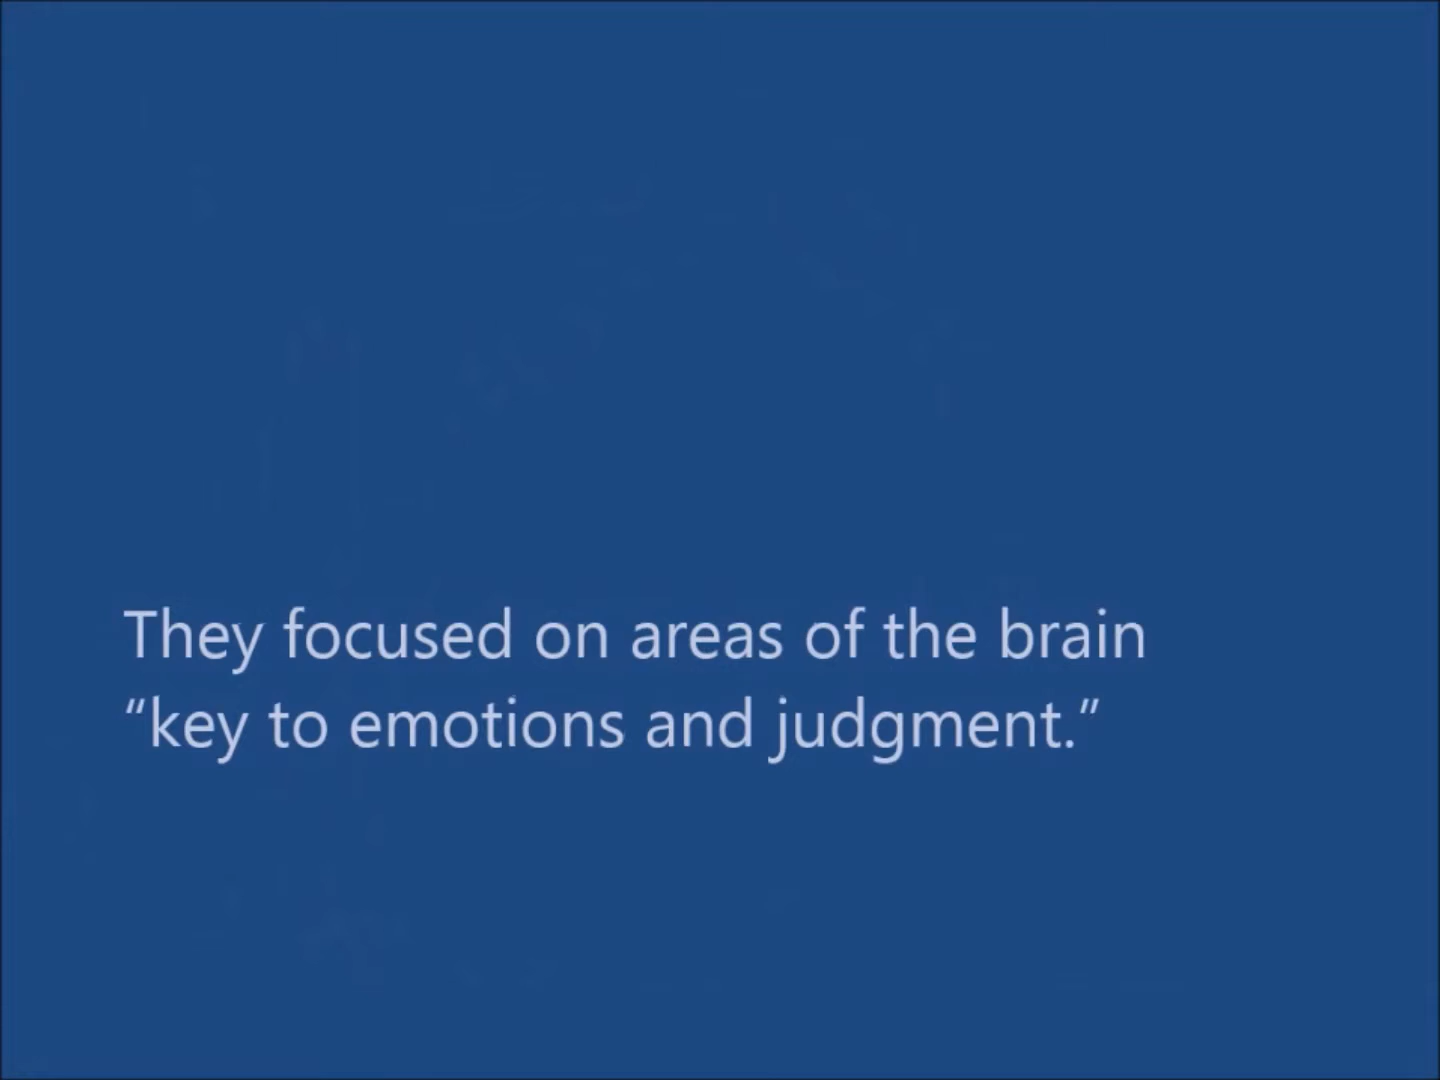 They focused on areas of the brain
“key to emotions and judgment.”